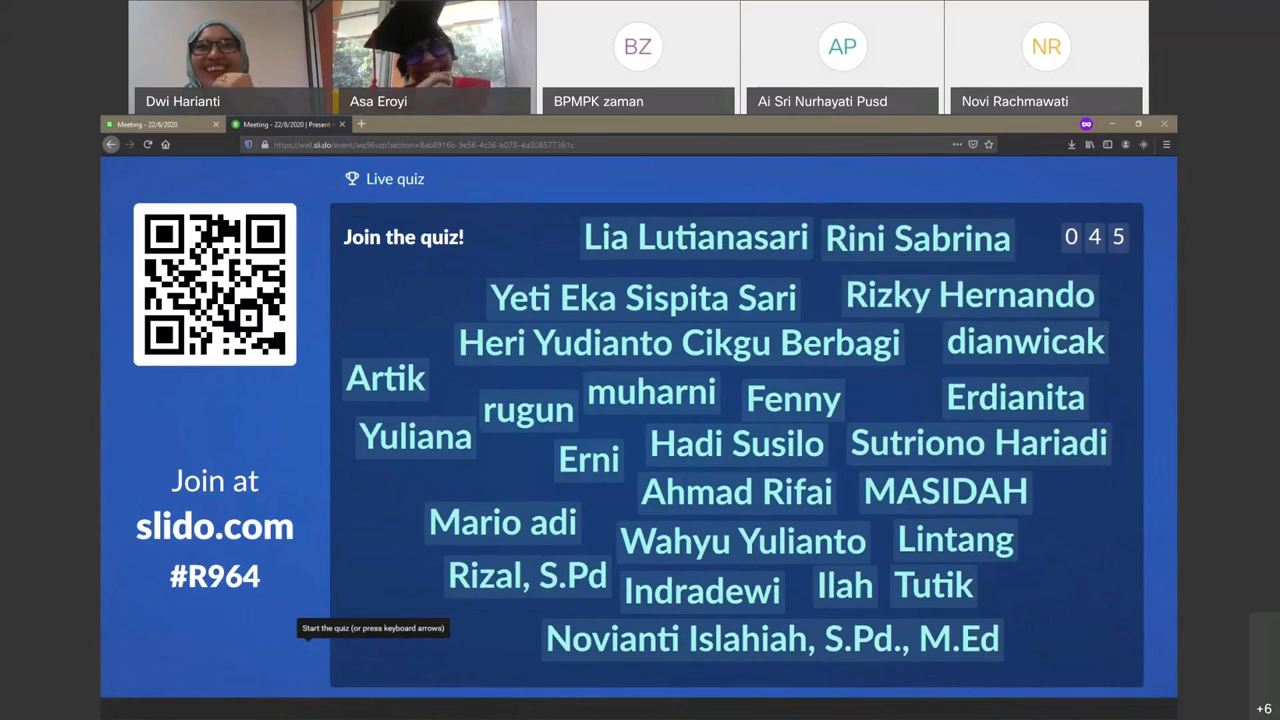 BZ
AP
NR
Dwi Harianti
Asa Eroyi
BPMPK zaman
Ai Sri Nurhayati Pusd
Novi Rachmawati
Meeting - 22/6/2020
Meeting - 22/6/2020 | Present
Live quiz
Join the quiz!
Lia Lutianasari
Rini Sabrina
0 4 5
Yeti Eka Sispita Sari
Rizky Hernando
Heri Yudianto Cikgu Berbagi
dianwicak
Artik
rugun
muharni
Fenny
Erdianita
Yuliana
Erni
Hadi Susilo
Sutriono Hariadi
Ahmad Rifai
MASIDAH
Mario adi
Wahyu Yulianto
Lintang
Rizal, S.Pd
Indradewi
Ilah
Tutik
Novianti Islahiah, S.Pd., M.Ed
Join at
slido.com
#R964
Start the quiz (or press keyboard arrows)
+6